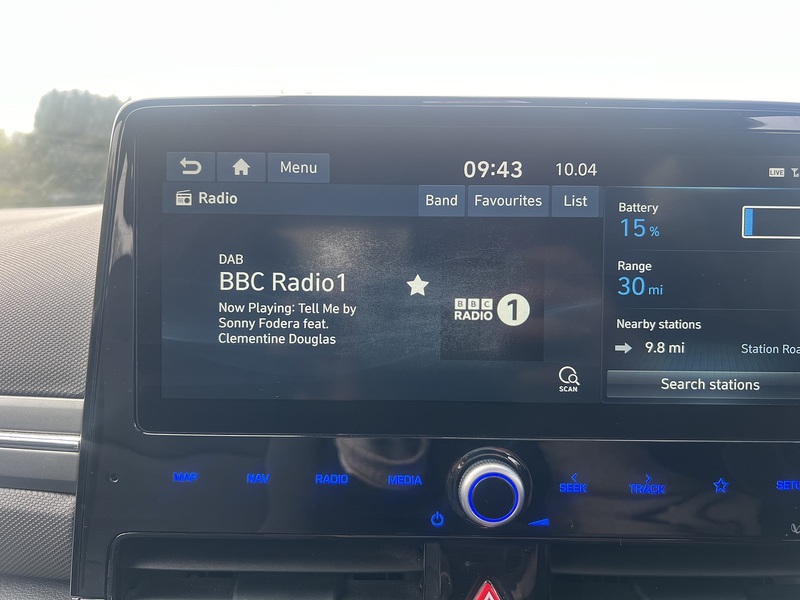 Menu 09:43 10.04 LIVE
Radio Band Favourites List
DAB
BBC Radio1
Now Playing: Tell Me by
Sonny Fodera feat.
Clementine Douglas
BBC
RADIO 1
SCAN
Battery
15 %
Range
30 mi
Nearby stations
9.8 mi Station Roa
Search stations
MAP NAV RADIO MEDIA SEEK TRACK SETU